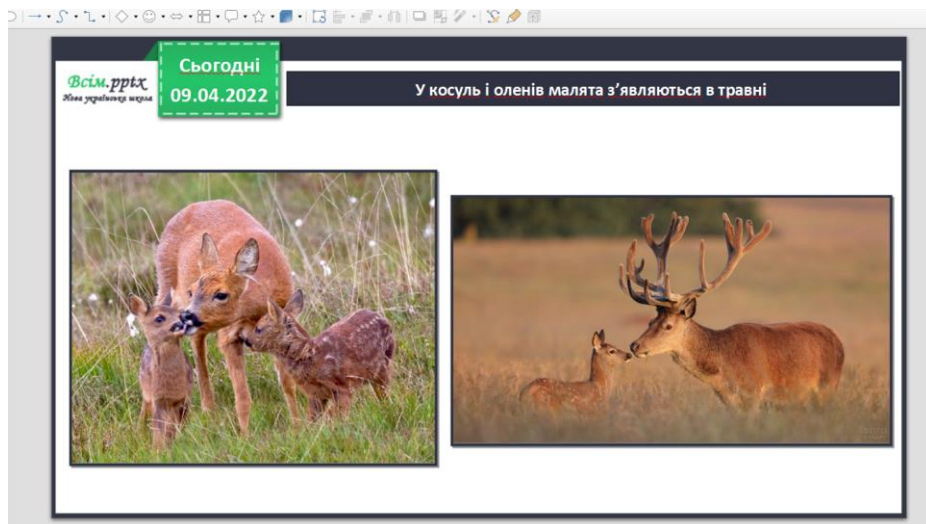 Всім.pptx
Нова українська школа
Сьогодні
09.04.2022
У косуль і оленів малята з’являються в травні